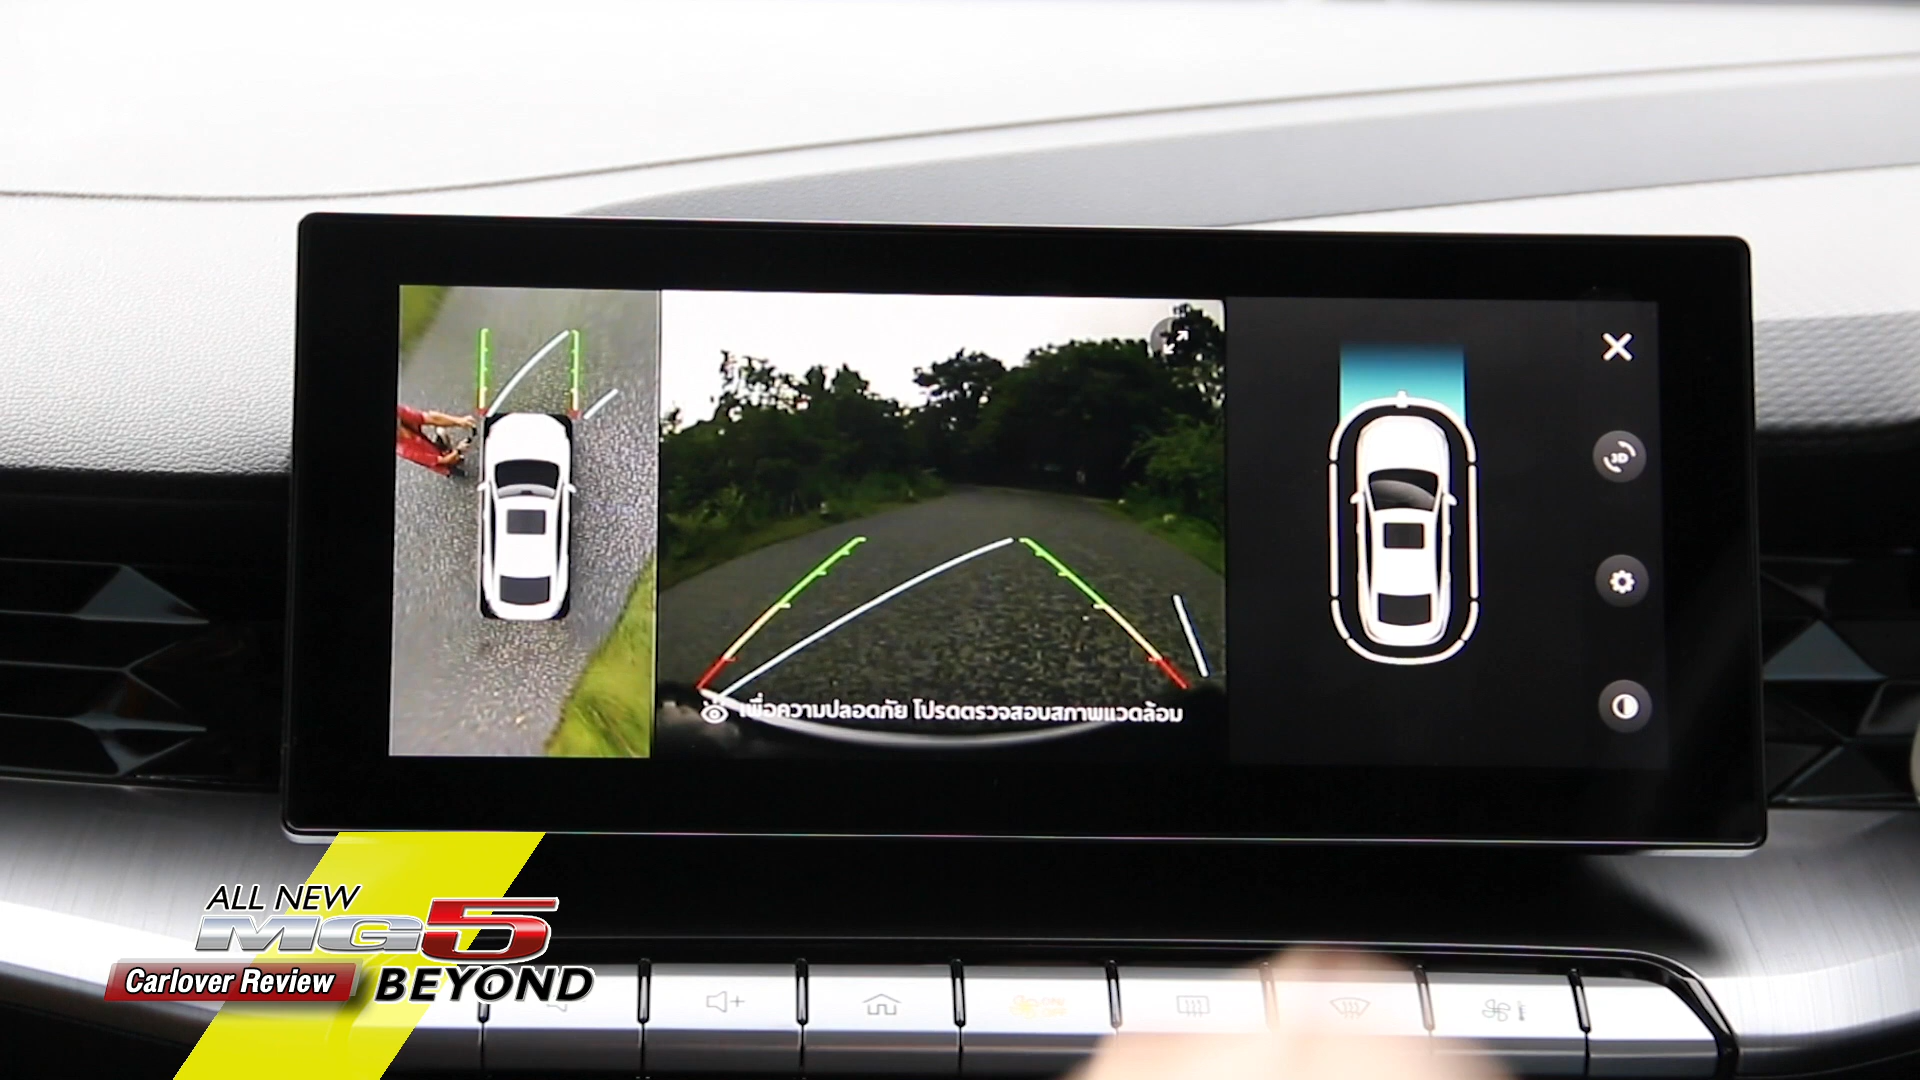 3D
เพื่อความปลอดภัย โปรดตรวจสอบสภาพแวดล้อม
ALL NEW
MG5
Carlover Review
BEYOND